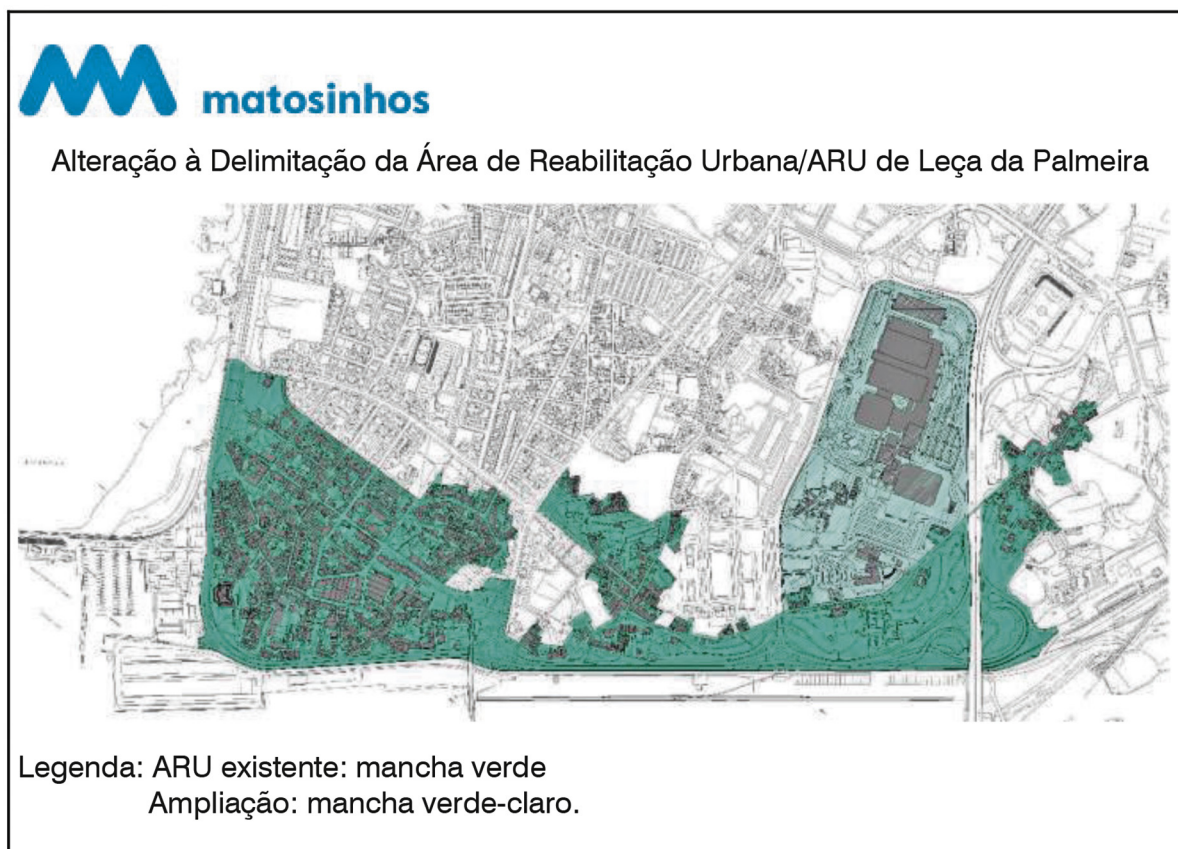 matosinhos
Alteração à Delimitação da Área de Reabilitação Urbana/ARU de Leça da Palmeira
Legenda: ARU existente: mancha verde
Ampliação: mancha verde-claro.